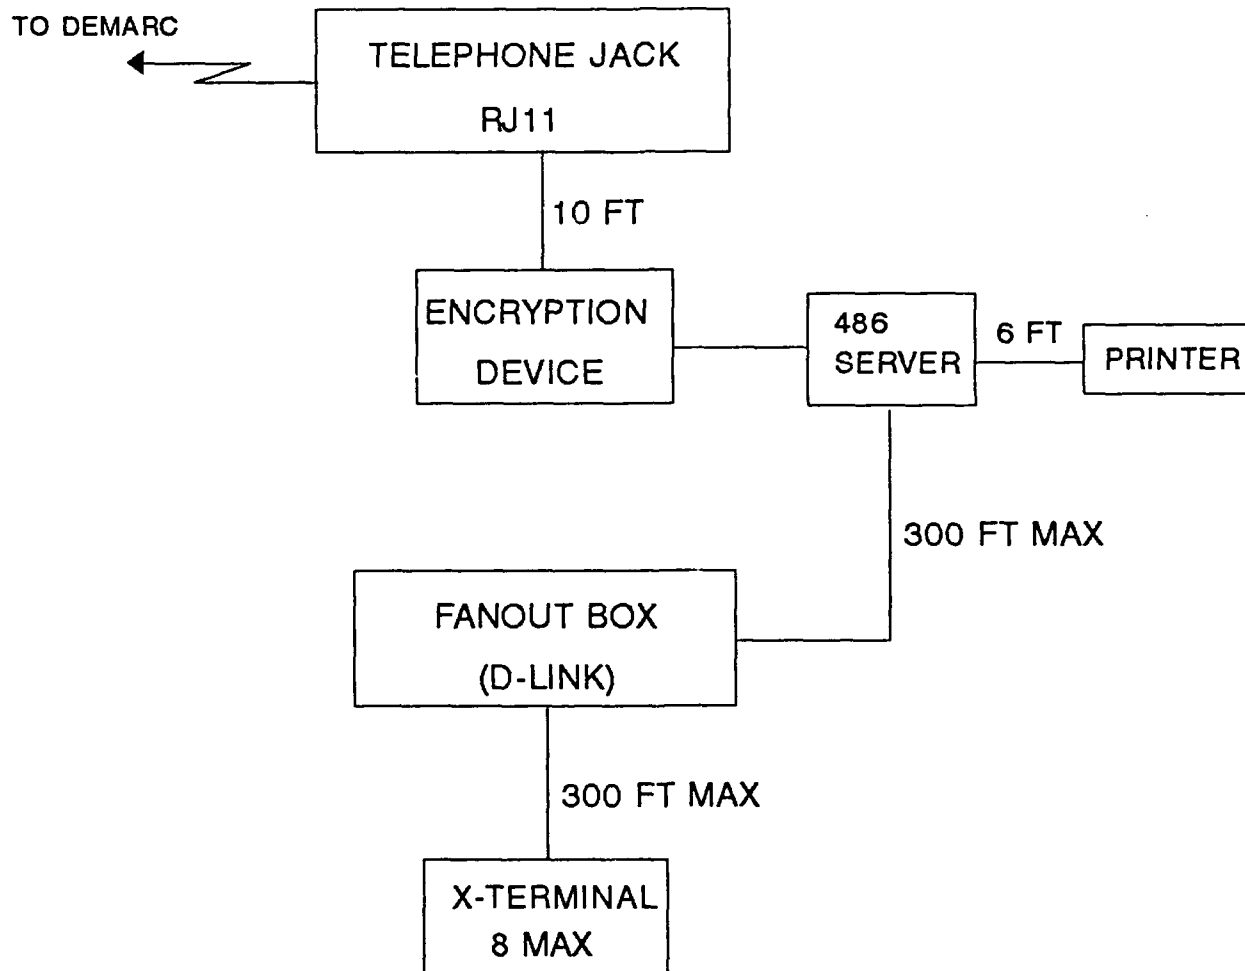 TO DEMARC
TELEPHONE JACK
RJ11
10 FT
ENCRYPTION
DEVICE
486
SERVER
6 FT
PRINTER
300 FT MAX
FANOUT BOX
(D-LINK)
300 FT MAX
X-TERMINAL
8 MAX